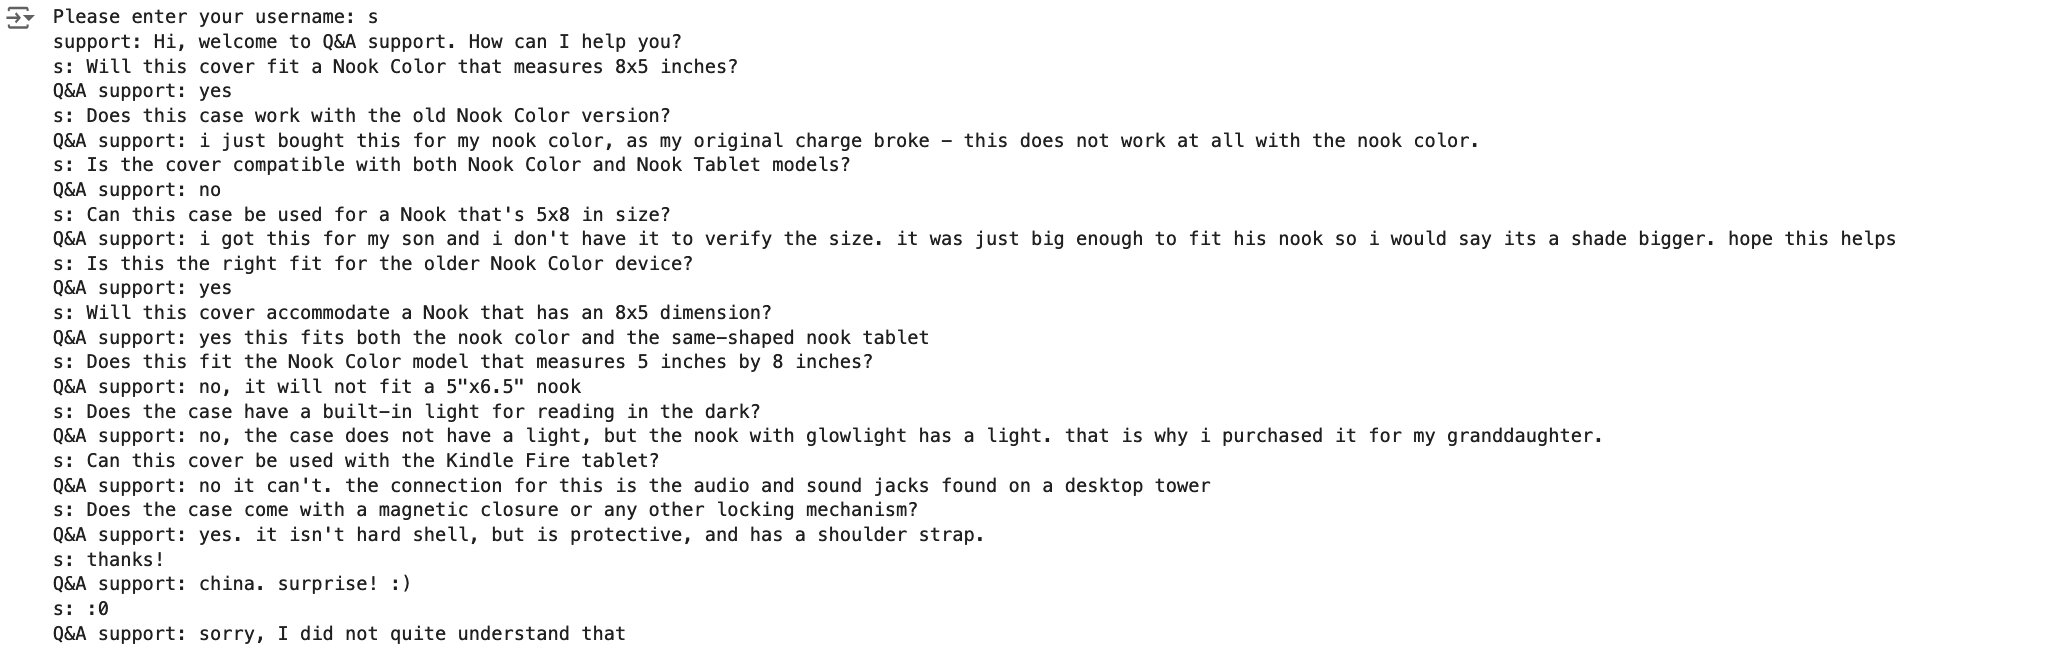 Please enter your username: s
support: Hi, welcome to Q&A support. How can I help you?
s: Will this cover fit a Nook Color that measures 8x5 inches?
Q&A support: yes
s: Does this case work with the old Nook Color version?
Q&A support: i just bought this for my nook color, as my original charge broke – this does not work at all with the nook color.
s: Is the cover compatible with both Nook Color and Nook Tablet models?
Q&A support: no
s: Can this case be used for a Nook that's 5x8 in size?
Q&A support: i got this for my son and i don't have it to verify the size. it was just big enough to fit his nook so i would say its a shade bigger. hope this helps
s: Is this the right fit for the older Nook Color device?
Q&A support: yes
s: Will this cover accommodate a Nook that has an 8x5 dimension?
Q&A support: yes this fits both the nook color and the same-shaped nook tablet
s: Does this fit the Nook Color model that measures 5 inches by 8 inches?
Q&A support: no, it will not fit a 5"x6.5" nook
s: Does the case have a built-in light for reading in the dark?
Q&A support: no, the case does not have a light, but the nook with glowlight has a light. that is why i purchased it for my granddaughter.
s: Can this cover be used with the Kindle Fire tablet?
Q&A support: no it can't. the connection for this is the audio and sound jacks found on a desktop tower
s: Does the case come with a magnetic closure or any other locking mechanism?
Q&A support: yes. it isn't hard shell, but is protective, and has a shoulder strap.
s: thanks!
Q&A support: china. surprise! :)
s: :0
Q&A support: sorry, I did not quite understand that